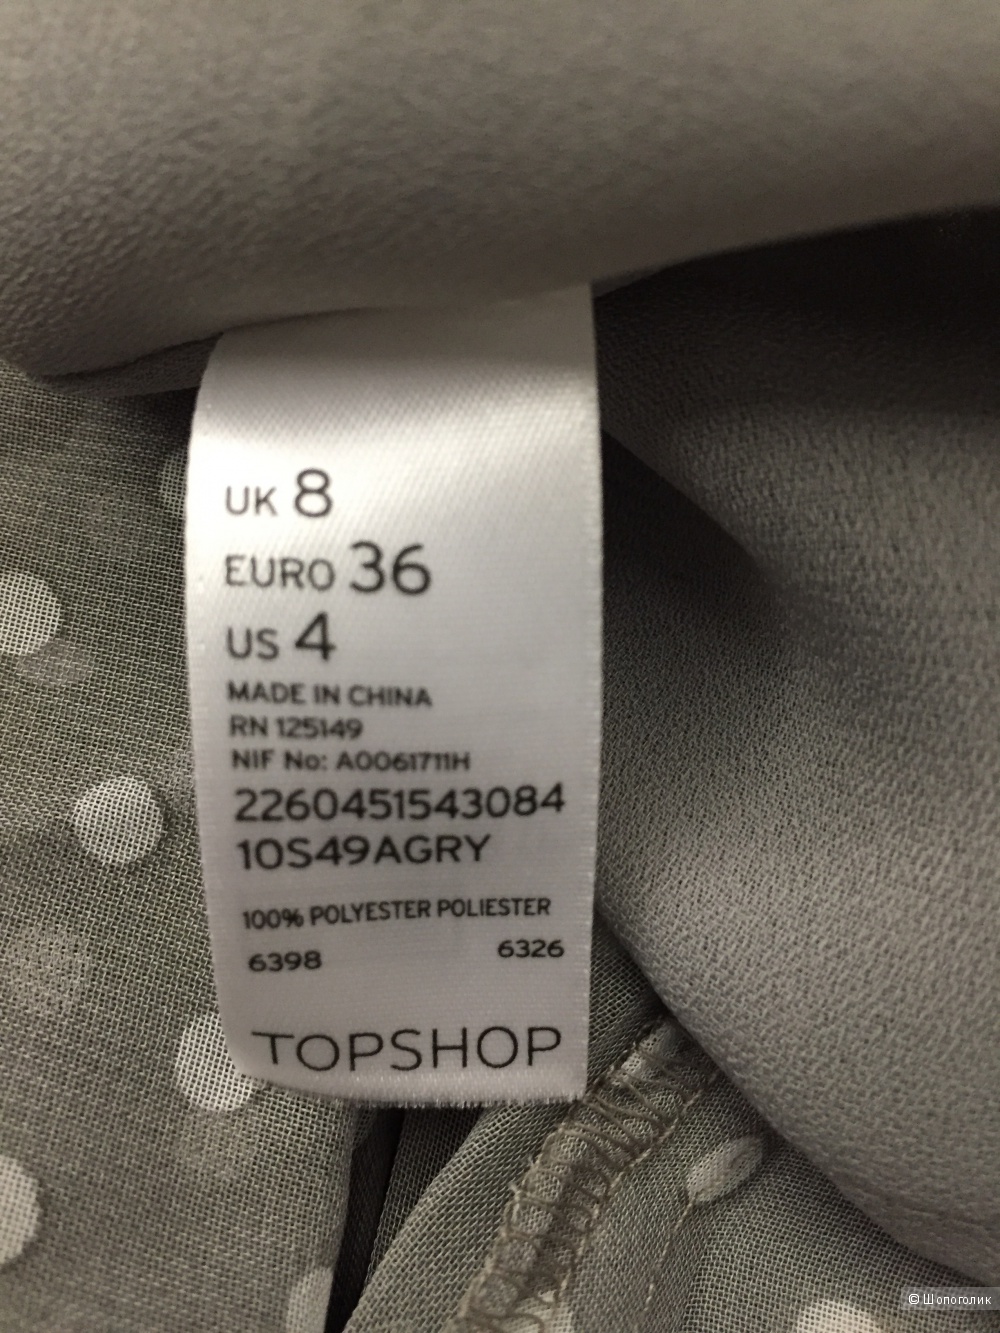 UK 8
EURO 36
US 4
MADE IN CHINA
RN 125149
NIF No: A0061711H
2260451543084
10S49AGRY
100% POLYESTER POLIESTER
6398 6326
TOPSHOP
© Шопоголик